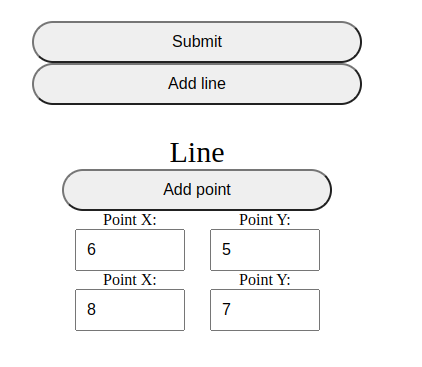 Submit
Add line
Line
Add point
Point X: Point Y:
6 5
Point X: Point Y:
8 7